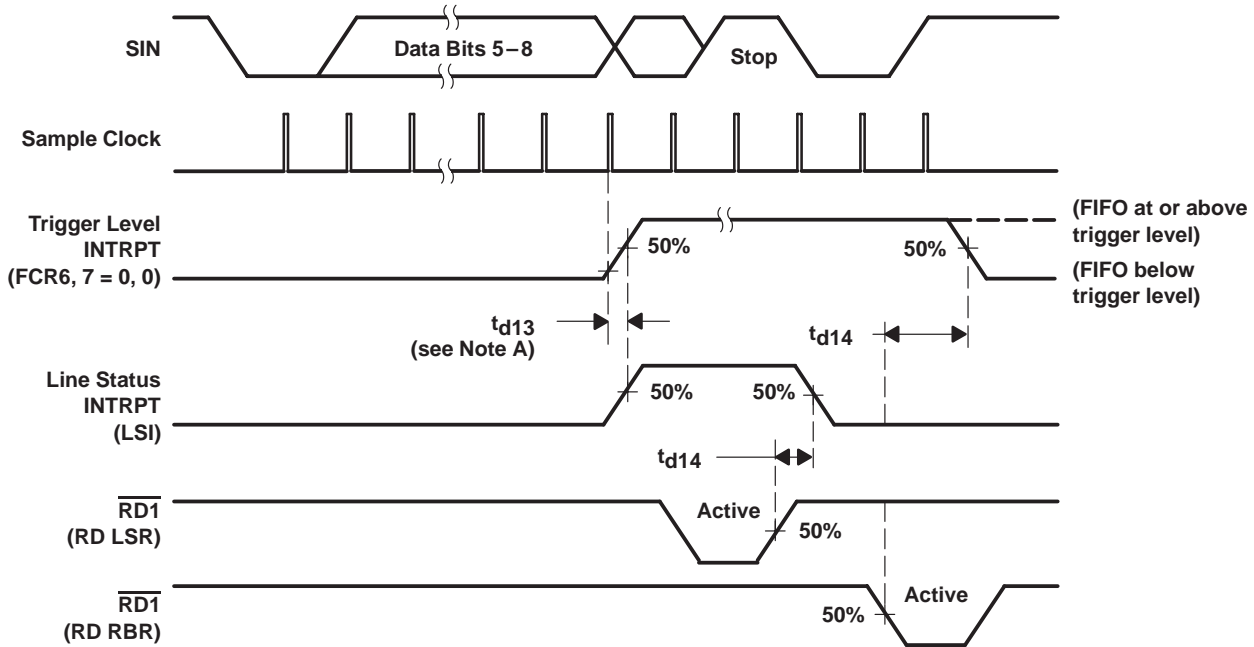 SIN
Data Bits 5–8
Stop
Sample Clock
Trigger Level
INTRPT
(FCR6, 7 = 0, 0)
50%
50%
(FIFO at or above
trigger level)
(FIFO below
trigger level)
td13
(see Note A)
td14
Line Status
INTRPT
(LSI)
50%
50%
td14
RD1
(RD LSR)
Active
50%
RD1
(RD RBR)
50%
Active